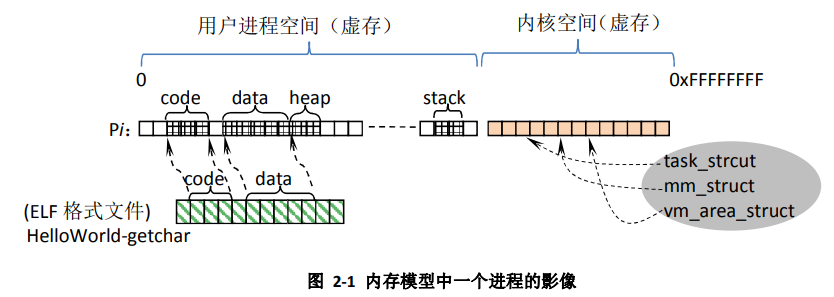 用户进程空间（虚存） 内核空间(虚存)
0 0xFFFFFFFF
code data heap stack
Pi：
task_strcut
mm_struct
vm_area_struct
code data
(ELF 格式文件)
HelloWorld-getchar
图 2-1 内存模型中一个进程的影像